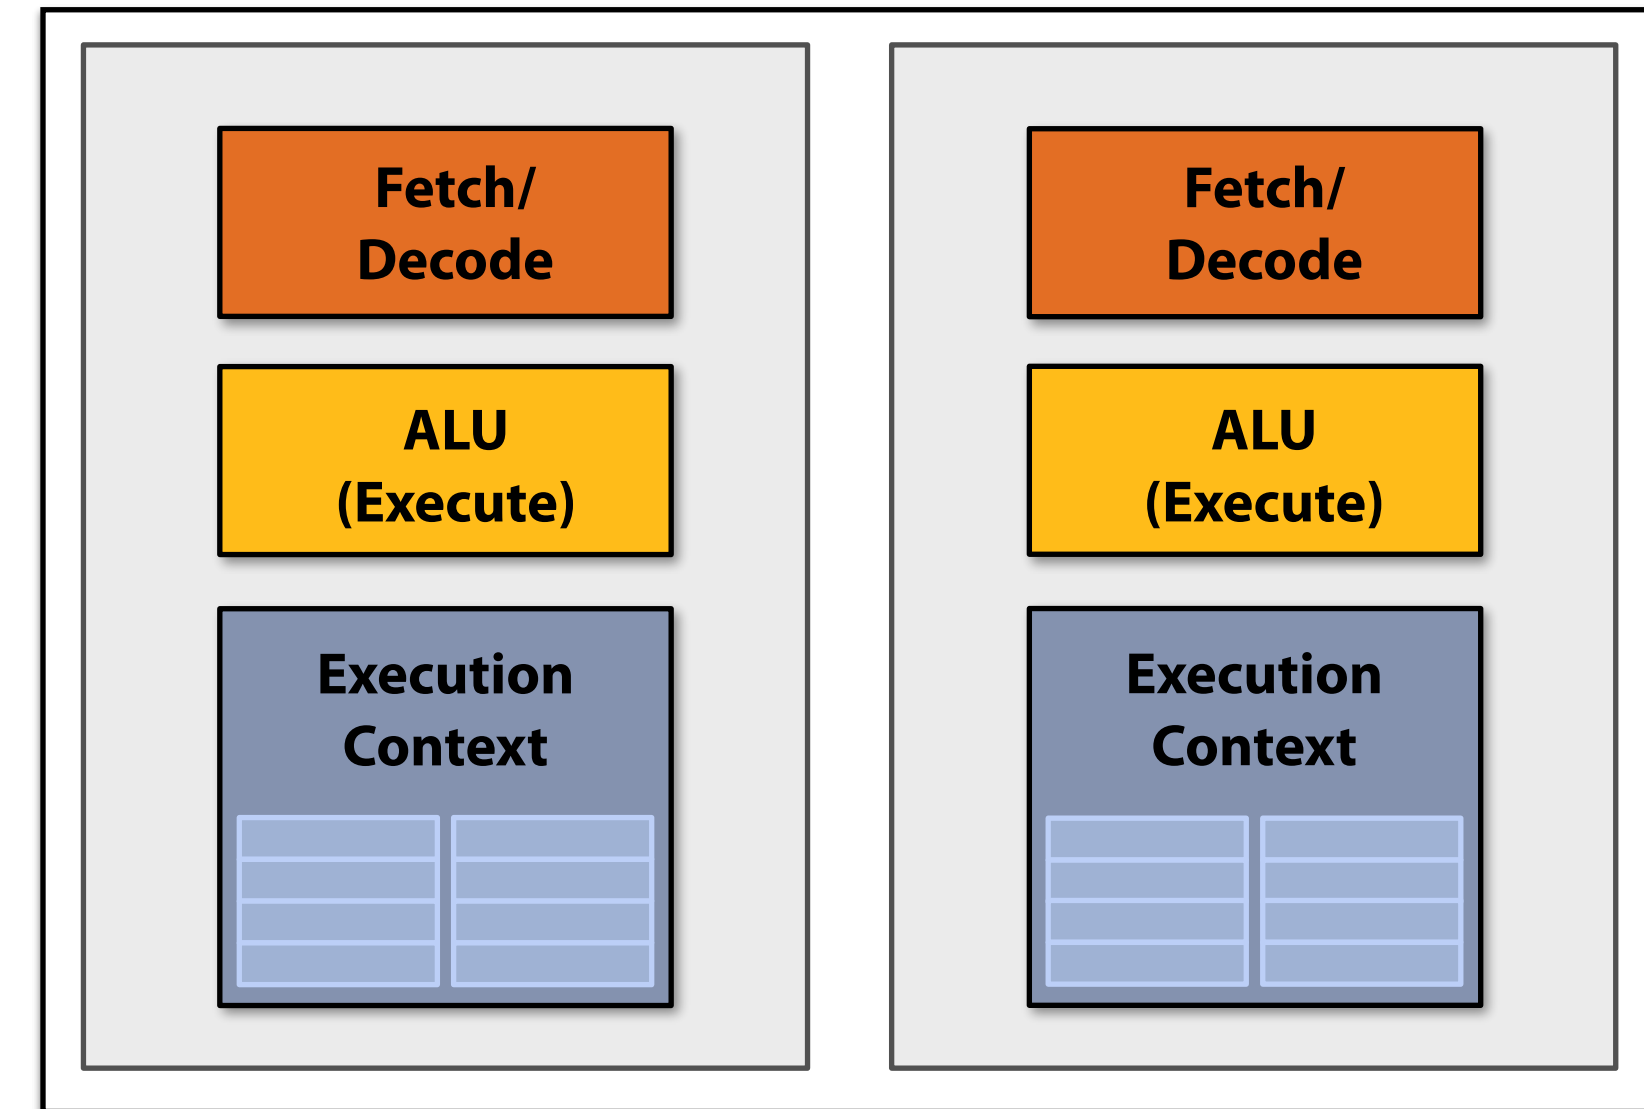 Fetch/
Decode
ALU
(Execute)
Execution
Context
Fetch/
Decode
ALU
(Execute)
Execution
Context